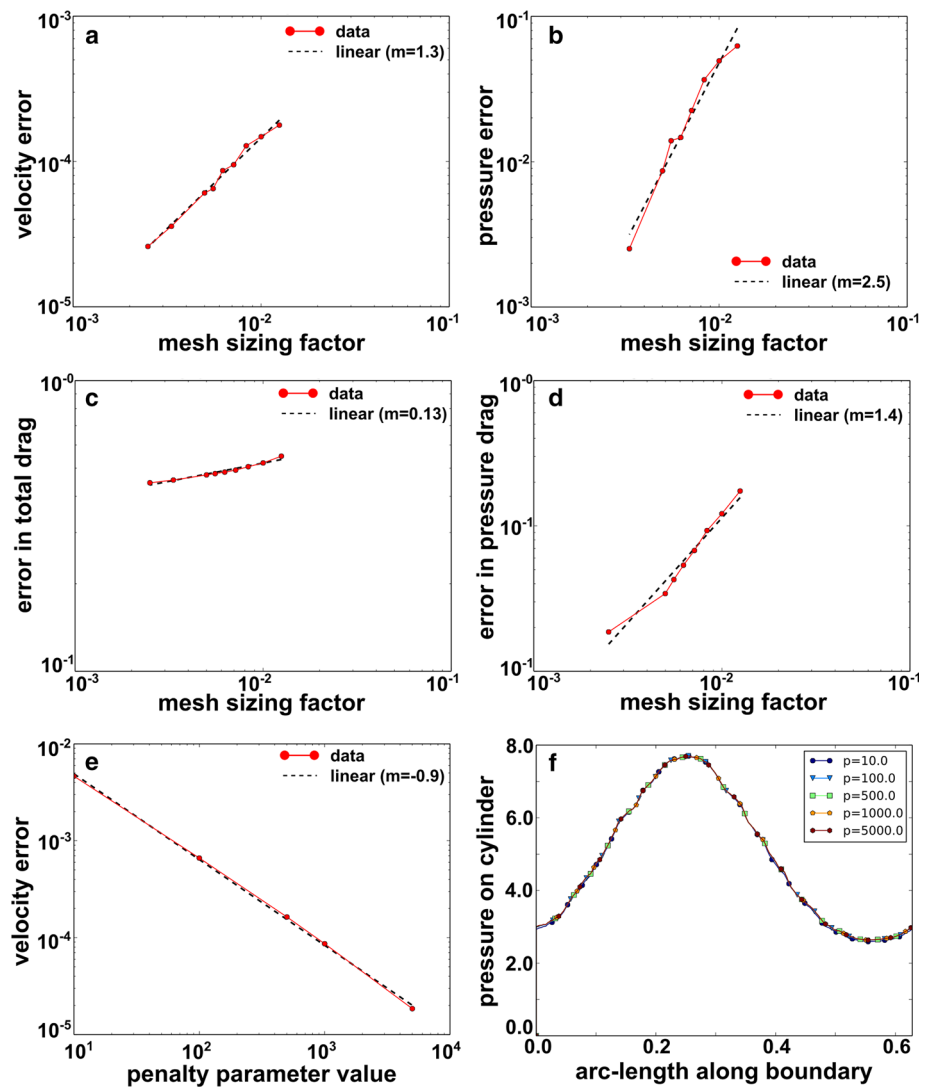 a
data
linear (m=1.3)
10^-3
10^-4
10^-5
velocity error
10^-3
10^-2
10^-1
mesh sizing factor
b
data
linear (m=2.5)
10^-1
10^-2
10^-3
pressure error
10^-3
10^-2
10^-1
mesh sizing factor
c
data
linear (m=0.13)
10^-0
10^-1
error in total drag
10^-3
10^-2
10^-1
mesh sizing factor
d
data
linear (m=1.4)
10^-0
10^-1
10^-1
error in pressure drag
10^-3
10^-2
10^-1
mesh sizing factor
e
data
linear (m=-0.9)
10^-2
10^-3
10^-4
10^-5
velocity error
10^1
10^2
10^3
10^4
penalty parameter value
f
p=10.0
p=100.0
p=500.0
p=1000.0
p=5000.0
8.0
6.0
4.0
2.0
0.0
pressure on cylinder
0.0
0.2
0.4
0.6
arc-length along boundary